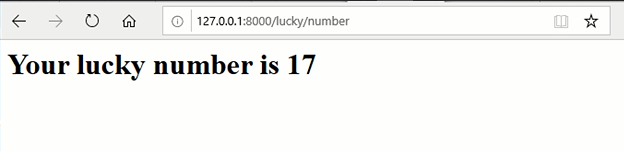 127.0.0.1:8000/lucky/number
Your lucky number is 17